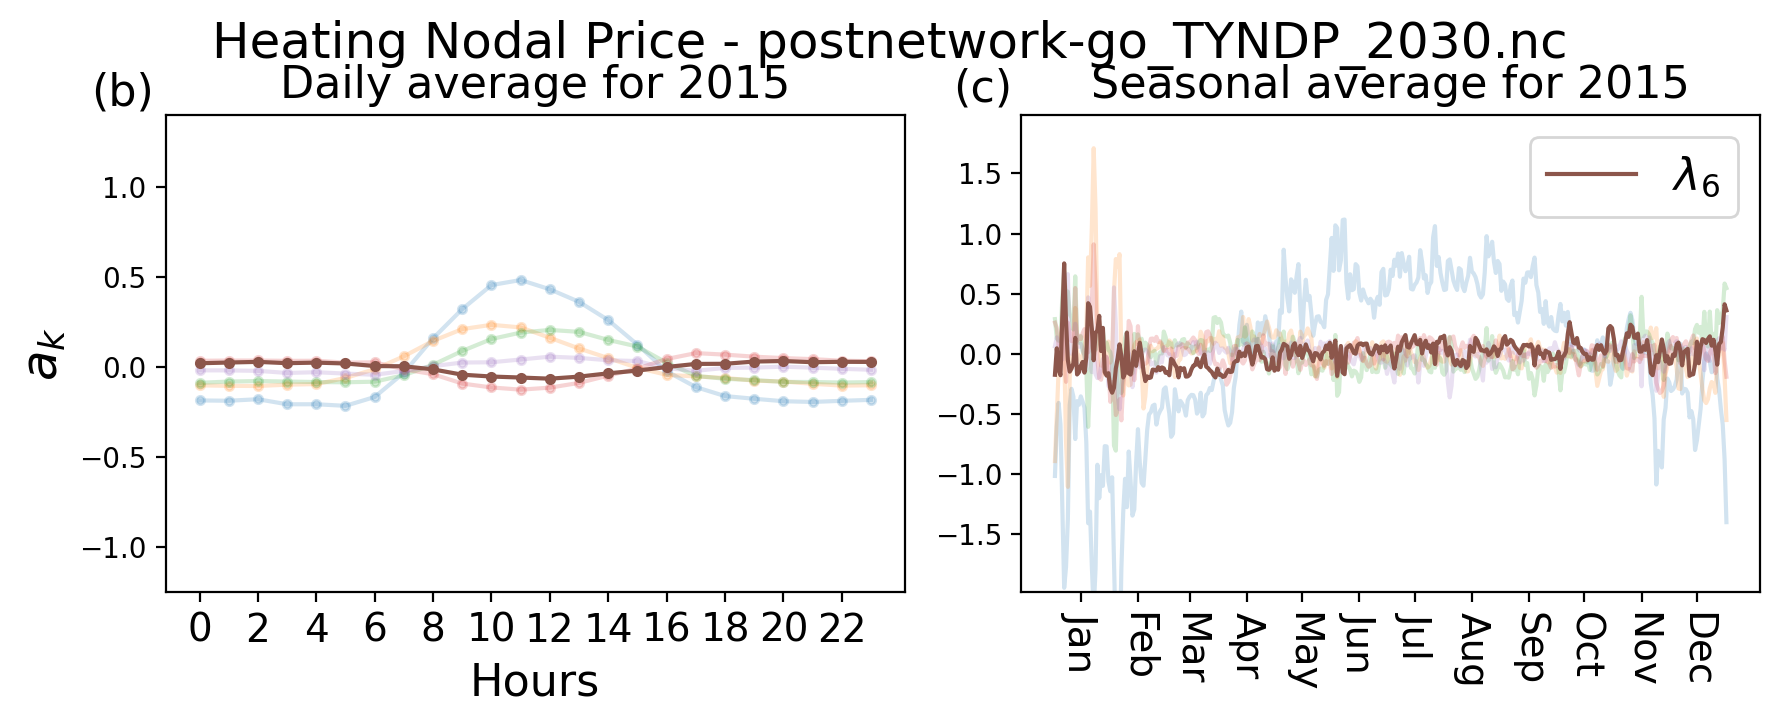 Heating Nodal Price - postnetwork-go_TYNDP_2030.nc
(b) Daily average for 2015
(c) Seasonal average for 2015
a_k
1.0
0.5
0.0
−0.5
−1.0
0 2 4 6 8 10 12 14 16 18 20 22
Hours
1.5
1.0
0.5
0.0
−0.5
−1.0
−1.5
λ₆
Jan Feb Mar Apr May Jun Jul Aug Sep Oct Nov Dec